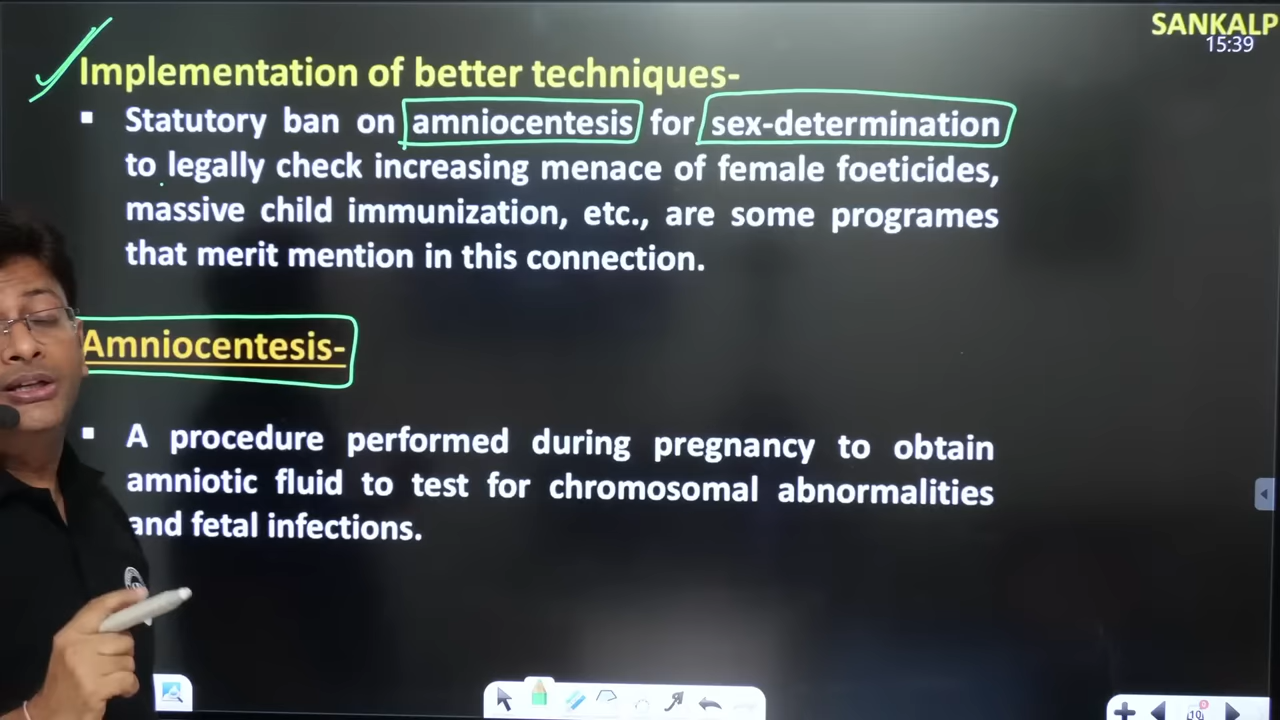 SANKALP
15:39
Implementation of better techniques-
▪ Statutory ban on amniocentesis for sex-determination
to legally check increasing menace of female foeticides,
massive child immunization, etc., are some programes
that merit mention in this connection.
Amniocentesis-
▪ A procedure performed during pregnancy to obtain
amniotic fluid to test for chromosomal abnormalities
and fetal infections.